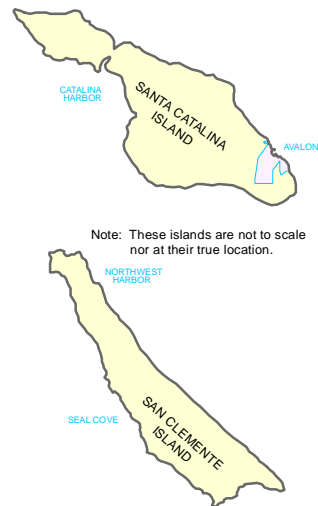 CATALINA
HARBOR
SANTA CATALINA
ISLAND
AVALON
Note: These islands are not to scale
nor at their true location.
NORTHWEST
HARBOR
SEAL COVE
SAN CLEMENTE
ISLAND